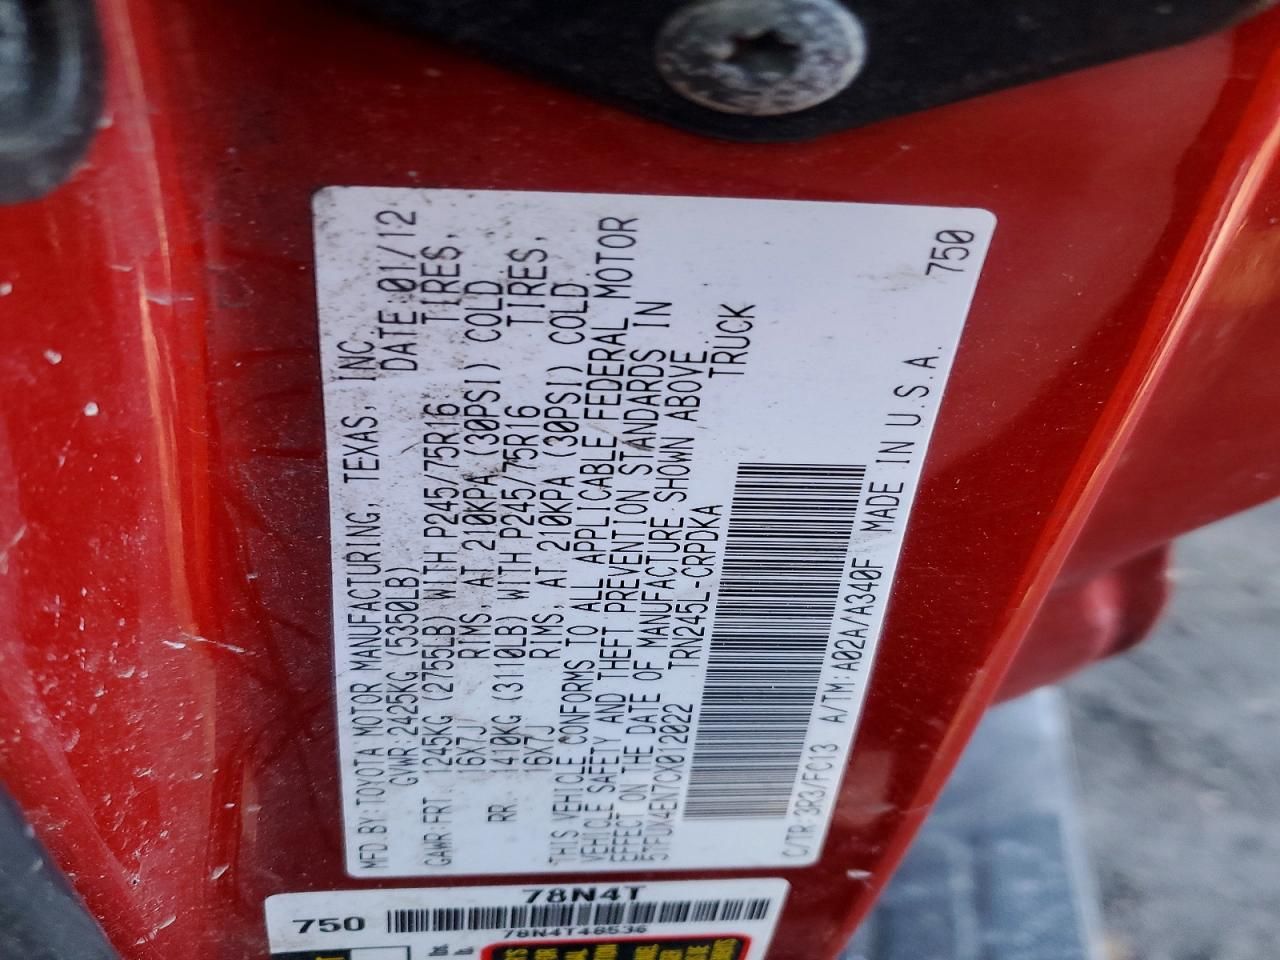 MFD BY: TOYOTA MOTOR MANUFACTURING, TEXAS, INC.
GVWR 2425KG (5350LB) DATE: 01/12
GAWR: FRT 1245KG (2755LB) WITH P245/75R16 TIRES,
16X7J RIMS, AT 210KPA (30PSI) COLD
RR 1410KG (3110LB) WITH P245/75R16 TIRES,
16X7J RIMS, AT 210KPA (30PSI) COLD
THIS VEHICLE CONFORMS TO ALL APPLICABLE FEDERAL MOTOR
VEHICLE SAFETY AND THEFT PREVENTION STANDARDS IN
EFFECT ON THE DATE OF MANUFACTURE SHOWN ABOVE.
5TFUX4EN7CX012022 TRN245L-CRPDKA TRUCK
C/TR: 3R3/FC13 A/TM: A02A/A340F MADE IN U.S.A. 750
78N4T
750
78N4T48536